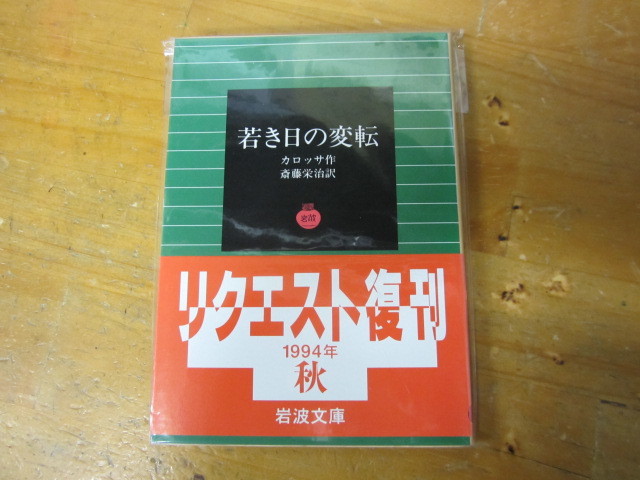 若き日の変転
カロッサ作
斎藤栄治訳
リクエスト復刊
1994年
秋
岩波文庫